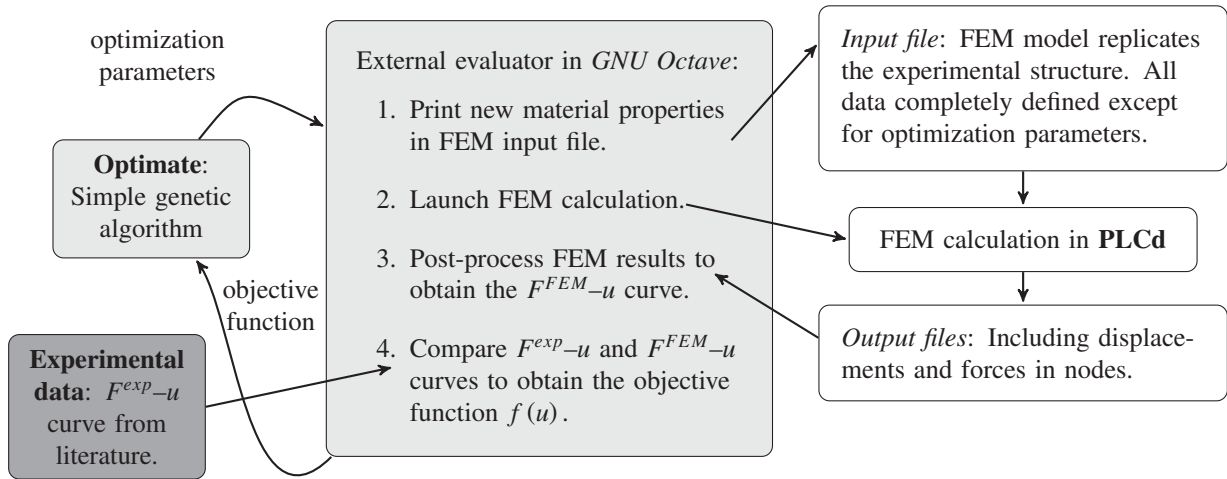 optimization
parameters
Optimate:
Simple genetic
algorithm
objective
function
Experimental
data: F^{exp}–u
curve from
literature.
External evaluator in GNU Octave:
1. Print new material properties
in FEM input file.
2. Launch FEM calculation.
3. Post-process FEM results to
obtain the F^{FEM}–u curve.
4. Compare F^{exp}–u and F^{FEM}–u
curves to obtain the objective
function f(u).
Input file: FEM model replicates
the experimental structure. All
data completely defined except
for optimization parameters.
FEM calculation in PLCd
Output files: Including displace-
ments and forces in nodes.